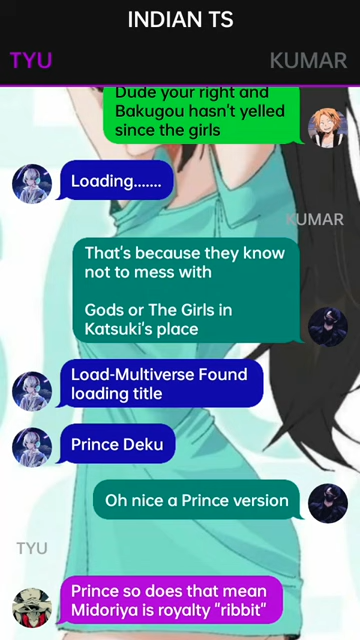 INDIAN TS
TYU
KUMAR
Dude your right and
Bakugou hasn't yelled
since the girls
Loading.......
KUMAR
That's because they know
not to mess with
Gods or The Girls in
Katsuki's place
Load-Multiverse Found
loading title
Prince Deku
Oh nice a Prince version
TYU
Prince so does that mean
Midoriya is royalty "ribbit"